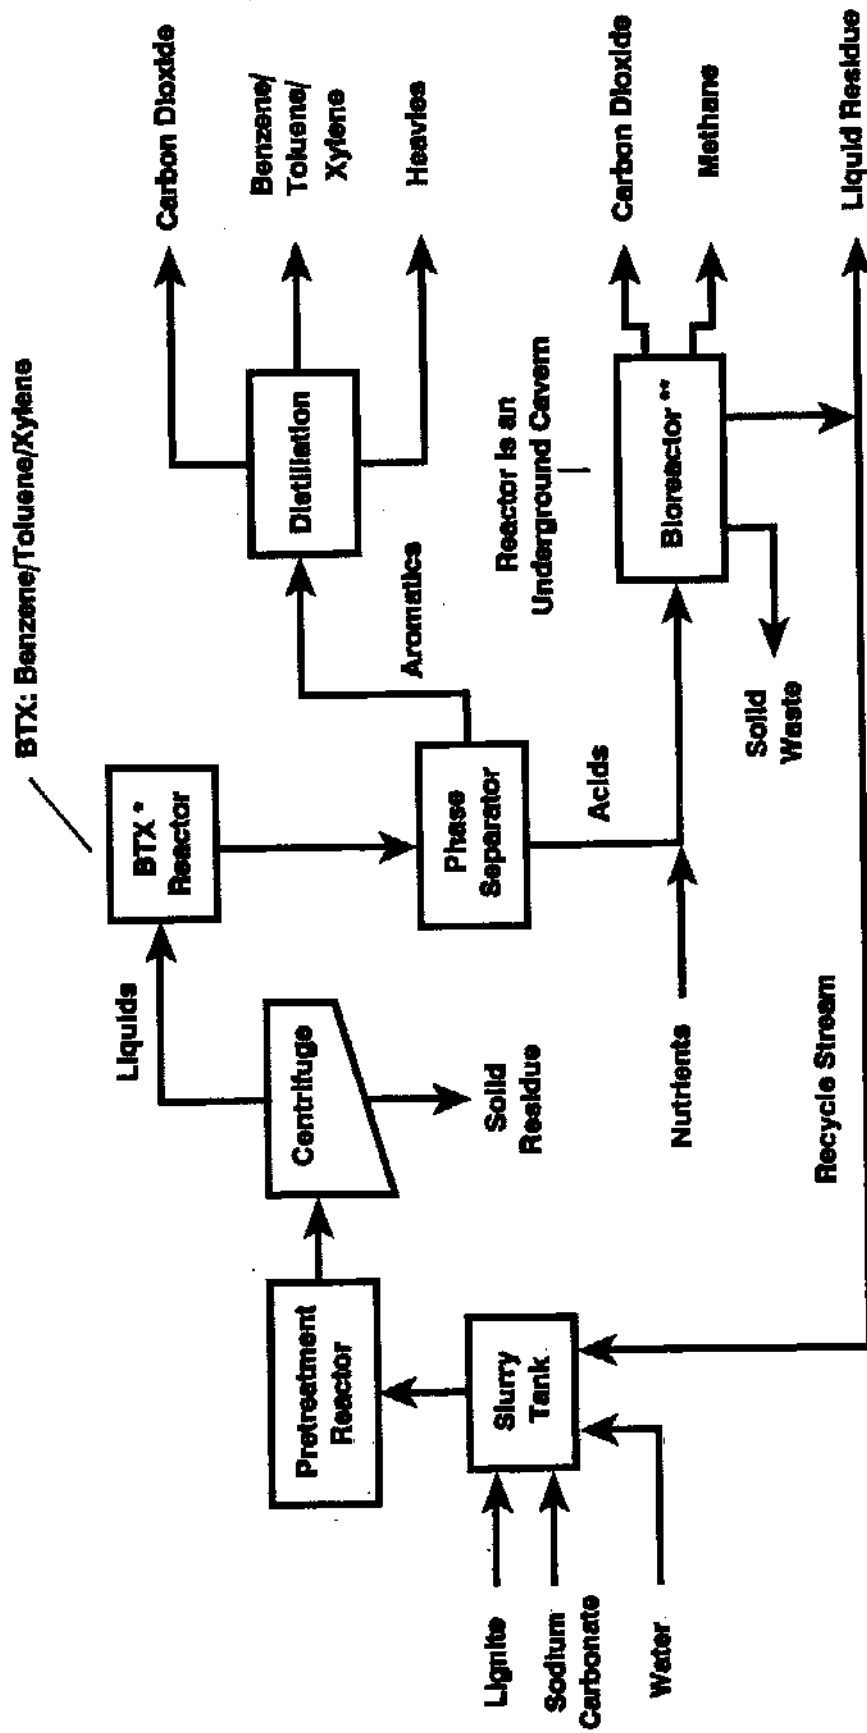 BTX: Benzene/Toluene/Xylene
Carbon Dioxide
Benzene/
Toluene/
Xylene
Heavies
Distillation
Aromatics
BTX *
Reactor
Liquids
Centrifuge
Solid
Residue
Pretreatment
Reactor
Phase
Separator
Acids
Nutrients
Reactor is an
Underground Cavern
Bioreactor **
Carbon Dioxide
Methane
Solid
Waste
Slurry
Tank
Lignite
Sodium
Carbonate
Water
Recycle Stream
Liquid Residue